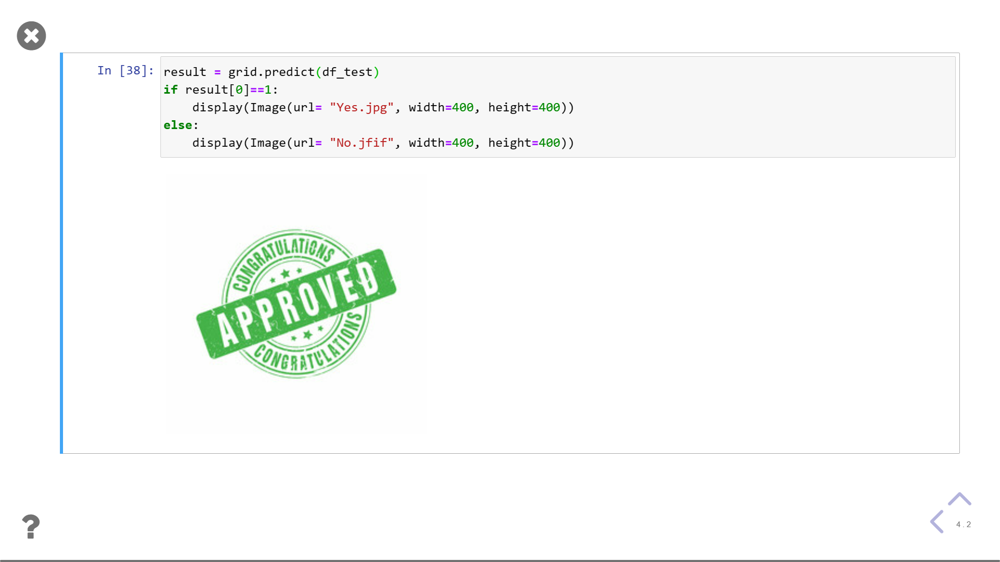 In [38]:
result = grid.predict(df_test)
if result[0]==1:
    display(Image(url= "Yes.jpg", width=400, height=400))
else:
    display(Image(url= "No.jfif", width=400, height=400))
CONGRATULATIONS
APPROVED
CONGRATULATIONS
?
4.2